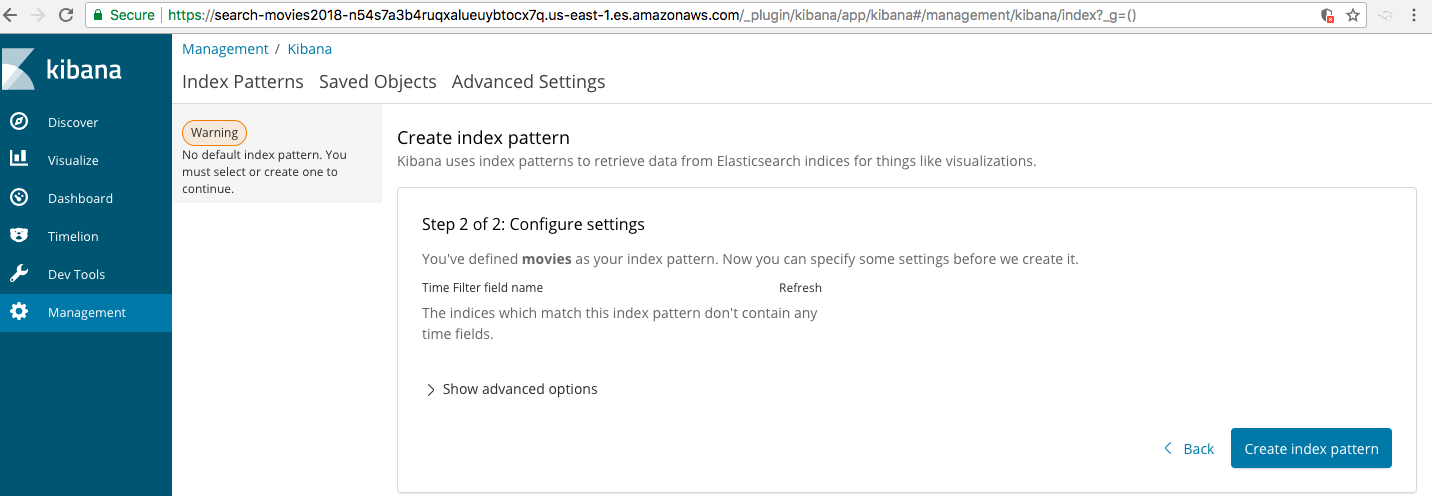 Secure https://search-movies2018-n54s7a3b4ruqxalueuybtocx7q.us-east-1.es.amazonaws.com/_plugin/kibana/app/kibana#/management/kibana/index?_g=()
kibana
Discover
Visualize
Dashboard
Timelion
Dev Tools
Management
Management / Kibana
Index Patterns Saved Objects Advanced Settings
Warning
No default index pattern. You
must select or create one to
continue.
Create index pattern
Kibana uses index patterns to retrieve data from Elasticsearch indices for things like visualizations.
Step 2 of 2: Configure settings
You've defined movies as your index pattern. Now you can specify some settings before we create it.
Time Filter field name Refresh
The indices which match this index pattern don't contain any
time fields.
Show advanced options
Back Create index pattern